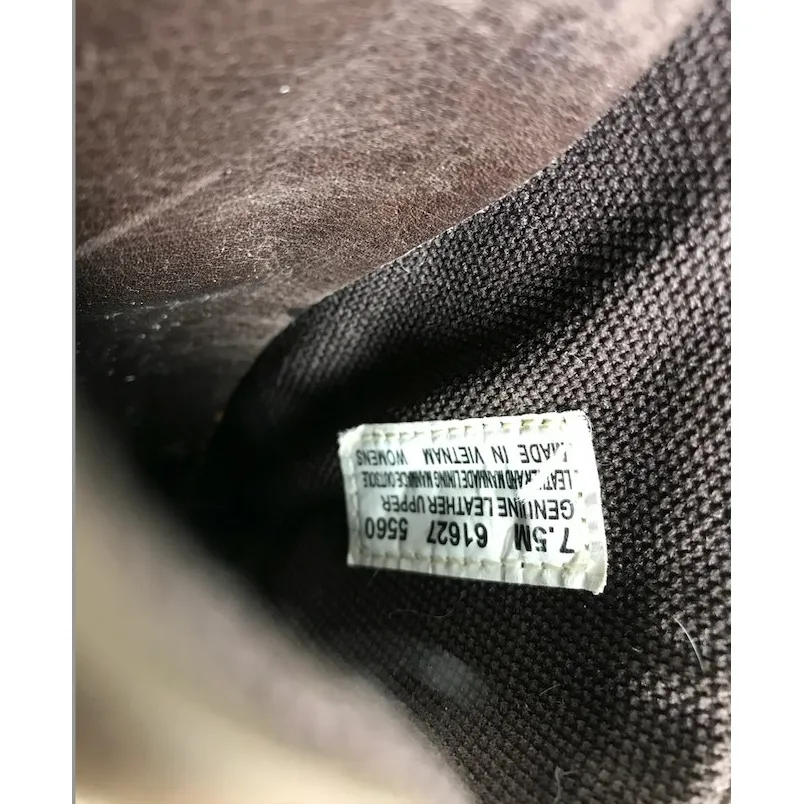 7.5M 61627 5560
GENUINE LEATHER UPPER
LEATHER AND MANMADE LINING MANMADE OUTSOLE
MADE IN VIETNAM WOMENS